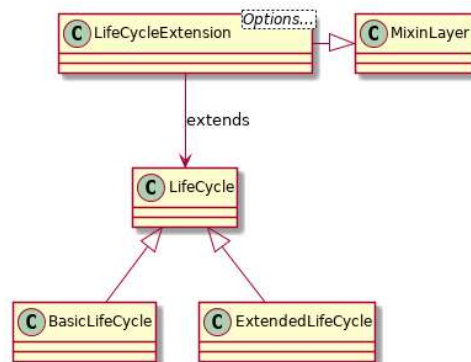 Options...
C LifeCycleExtension
C MixinLayer
extends
C LifeCycle
C BasicLifeCycle
C ExtendedLifeCycle